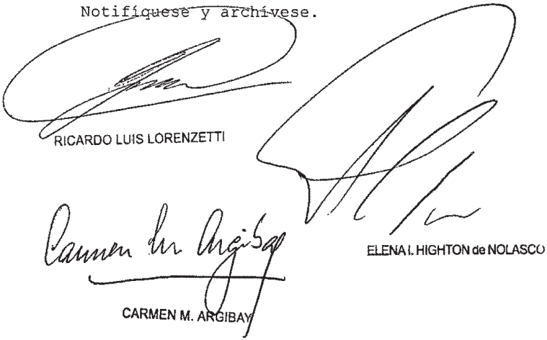 Notifíquese y archívese.
RICARDO LUIS LORENZETTI
Carmen M Argibay
ELENA I. HIGHTON de NOLASCO
CARMEN M. ARGIBAY